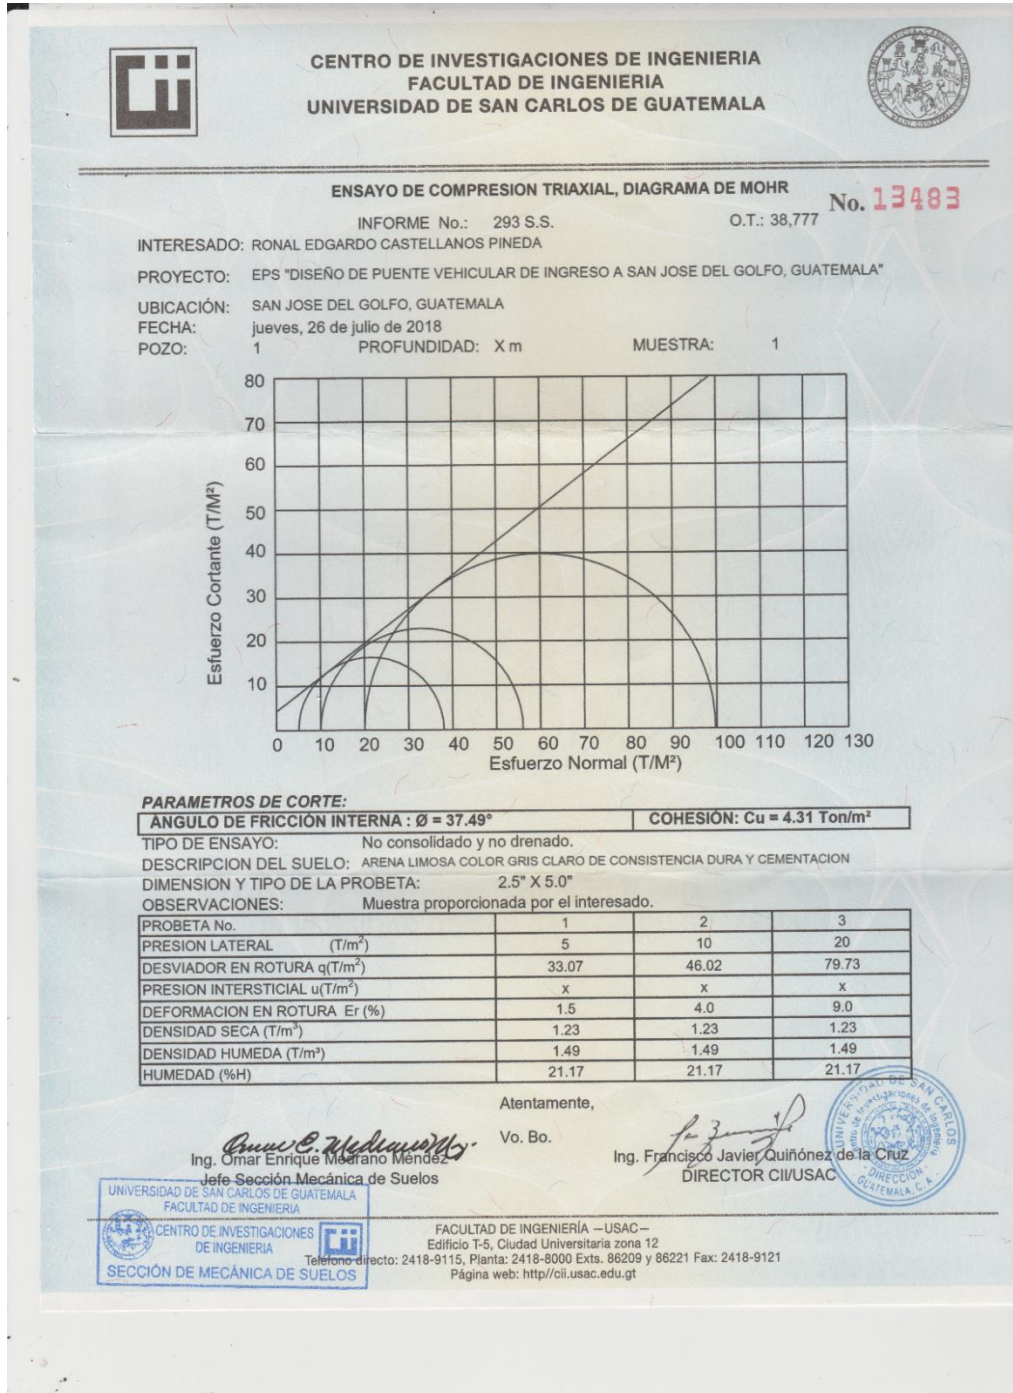 CENTRO DE INVESTIGACIONES DE INGENIERIA
FACULTAD DE INGENIERIA
UNIVERSIDAD DE SAN CARLOS DE GUATEMALA
ENSAYO DE COMPRESION TRIAXIAL, DIAGRAMA DE MOHR
No. 13483
INFORME No.: 293 S.S. O.T.: 38,777
INTERESADO: RONAL EDGARDO CASTELLANOS PINEDA
PROYECTO: EPS "DISEÑO DE PUENTE VEHICULAR DE INGRESO A SAN JOSE DEL GOLFO, GUATEMALA"
UBICACIÓN: SAN JOSE DEL GOLFO, GUATEMALA
FECHA: jueves, 26 de julio de 2018
POZO: 1 PROFUNDIDAD: X m MUESTRA: 1
80
70
60
50
40
30
20
10
Esfuerzo Cortante (T/M²)
0 10 20 30 40 50 60 70 80 90 100 110 120 130
Esfuerzo Normal (T/M²)
PARAMETROS DE CORTE:
ÁNGULO DE FRICCIÓN INTERNA : Ø = 37.49° COHESIÓN: Cu = 4.31 Ton/m²
TIPO DE ENSAYO: No consolidado y no drenado.
DESCRIPCION DEL SUELO: ARENA LIMOSA COLOR GRIS CLARO DE CONSISTENCIA DURA Y CEMENTACION
DIMENSION Y TIPO DE LA PROBETA: 2.5" X 5.0"
OBSERVACIONES: Muestra proporcionada por el interesado.
PROBETA No. 1 2 3
PRESION LATERAL (T/m²) 5 10 20
DESVIADOR EN ROTURA q(T/m²) 33.07 46.02 79.73
PRESION INTERSTICIAL u(T/m²) x x x
DEFORMACION EN ROTURA Er (%) 1.5 4.0 9.0
DENSIDAD SECA (T/m³) 1.23 1.23 1.23
DENSIDAD HUMEDA (T/m³) 1.49 1.49 1.49
HUMEDAD (%H) 21.17 21.17 21.17
Atentamente,
Vo. Bo.
Ing. Omar Enrique Medrano Méndez
Jefe Sección Mecánica de Suelos
Ing. Francisco Javier Quiñónez de la Cruz
DIRECTOR CII/USAC
UNIVERSIDAD DE SAN CARLOS
Centro de Investigaciones de Ingeniería
DIRECCIÓN
GUATEMALA, C. A.
UNIVERSIDAD DE SAN CARLOS DE GUATEMALA
FACULTAD DE INGENIERIA
CENTRO DE INVESTIGACIONES
DE INGENIERIA
SECCIÓN DE MECÁNICA DE SUELOS
FACULTAD DE INGENIERÍA —USAC—
Edificio T-5, Ciudad Universitaria zona 12
Teléfono directo: 2418-9115, Planta: 2418-8000 Exts. 86209 y 86221 Fax: 2418-9121
Página web: http//cii.usac.edu.gt